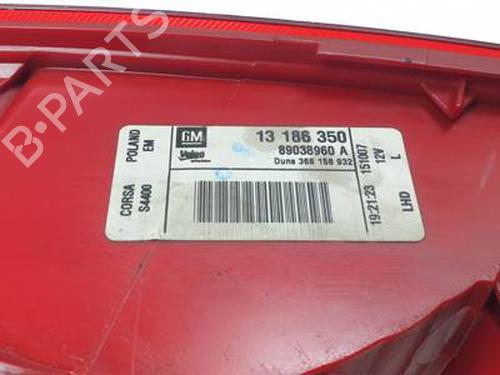 GM
13 186 350
Valeo
89038960 A
Duns 368 158 932
POLAND
EM
CORSA
S4400
151007
12V
L
19:21:23
LHD
B-PARTS